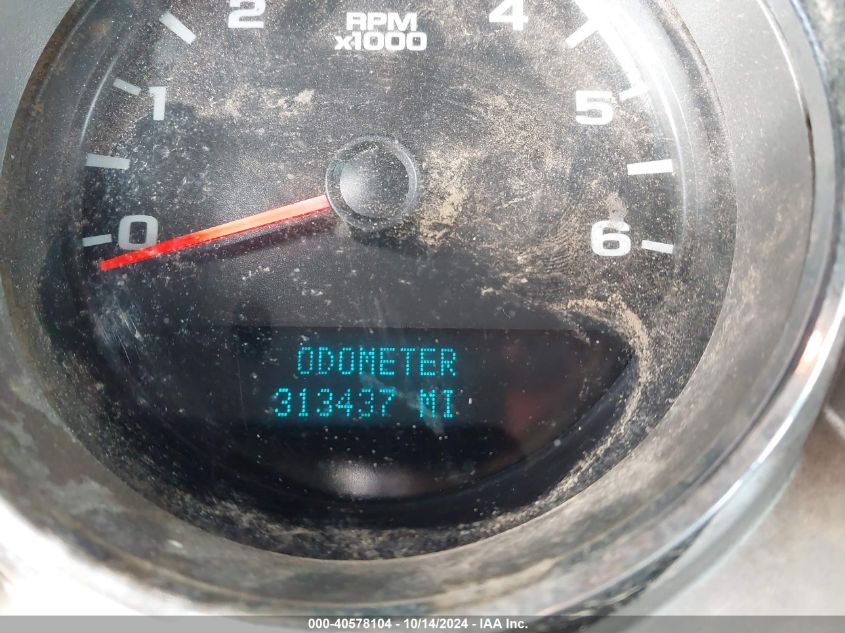 2 4
RPM
x1000
1 5
0 6
ODOMETER
313437 MI
000-40578104 - 10/14/2024 - IAA Inc.